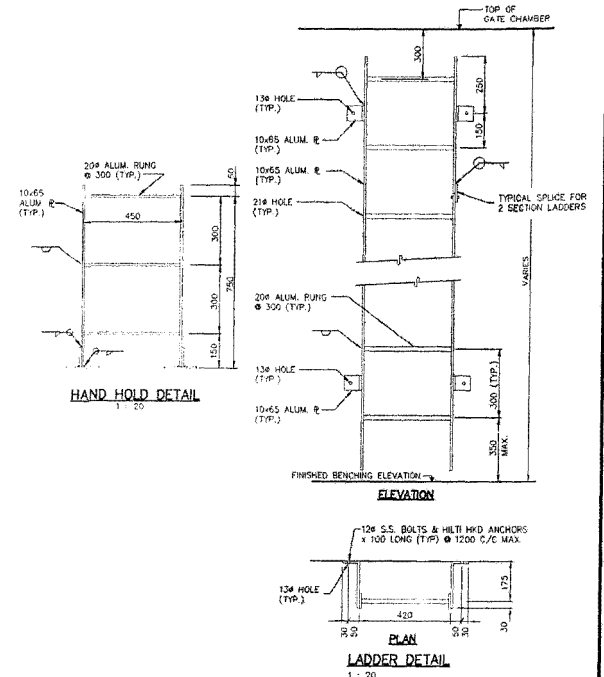 TOP OF
GATE CHAMBER
300
13ø HOLE
(TYP.)
10x65 ALUM. ℄
(TYP.)
250
150
10x65 ALUM. ℄
(TYP.)
21ø HOLE
(TYP.)
TYPICAL SPLICE FOR
2 SECTION LADDERS
VARIES
20ø ALUM. RUNG
@ 300 (TYP.)
10x65
ALUM ℄
(TYP.)
450
50
300
300
150
750
HAND HOLD DETAIL
1 : 20
20ø ALUM. RUNG
@ 300 (TYP.)
13ø HOLE
(TYP.)
10x65 ALUM. ℄
(TYP.)
300 (TYP.)
350
MAX.
FINISHED BENCHING ELEVATION
ELEVATION
12ø S.S. BOLTS & HILTI HKD ANCHORS
x 100 LONG (TYP) @ 1200 C/C MAX.
13ø HOLE
(TYP.)
175
30
30
50
420
50
30
PLAN
LADDER DETAIL
1 : 20